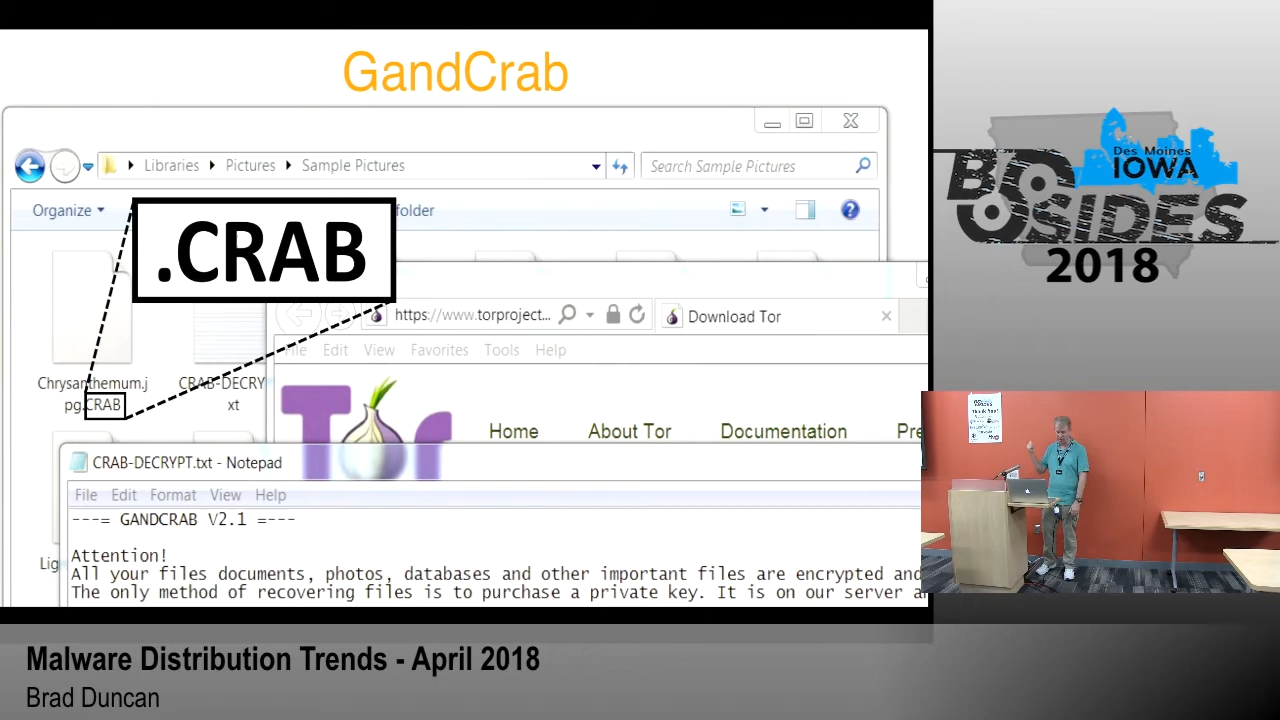 GandCrab
Libraries Pictures Sample Pictures
Search Sample Pictures
Organize
folder
.CRAB
https://www.torproject...
Download Tor
File Edit View Favorites Tools Help
Chrysanthemum.j
pg.CRAB
CRAB-DECRY
xt
Tor
Home About Tor Documentation Pre
CRAB-DECRYPT.txt - Notepad
File Edit Format View Help
---= GANDCRAB V2.1 =---
Attention!
All your files documents, photos, databases and other important files are encrypted and
The only method of recovering files is to purchase a private key. It is on our server a
Lig
Des Moines
IOWA
BSIDES
2018
Thank You!
Malware Distribution Trends - April 2018
Brad Duncan